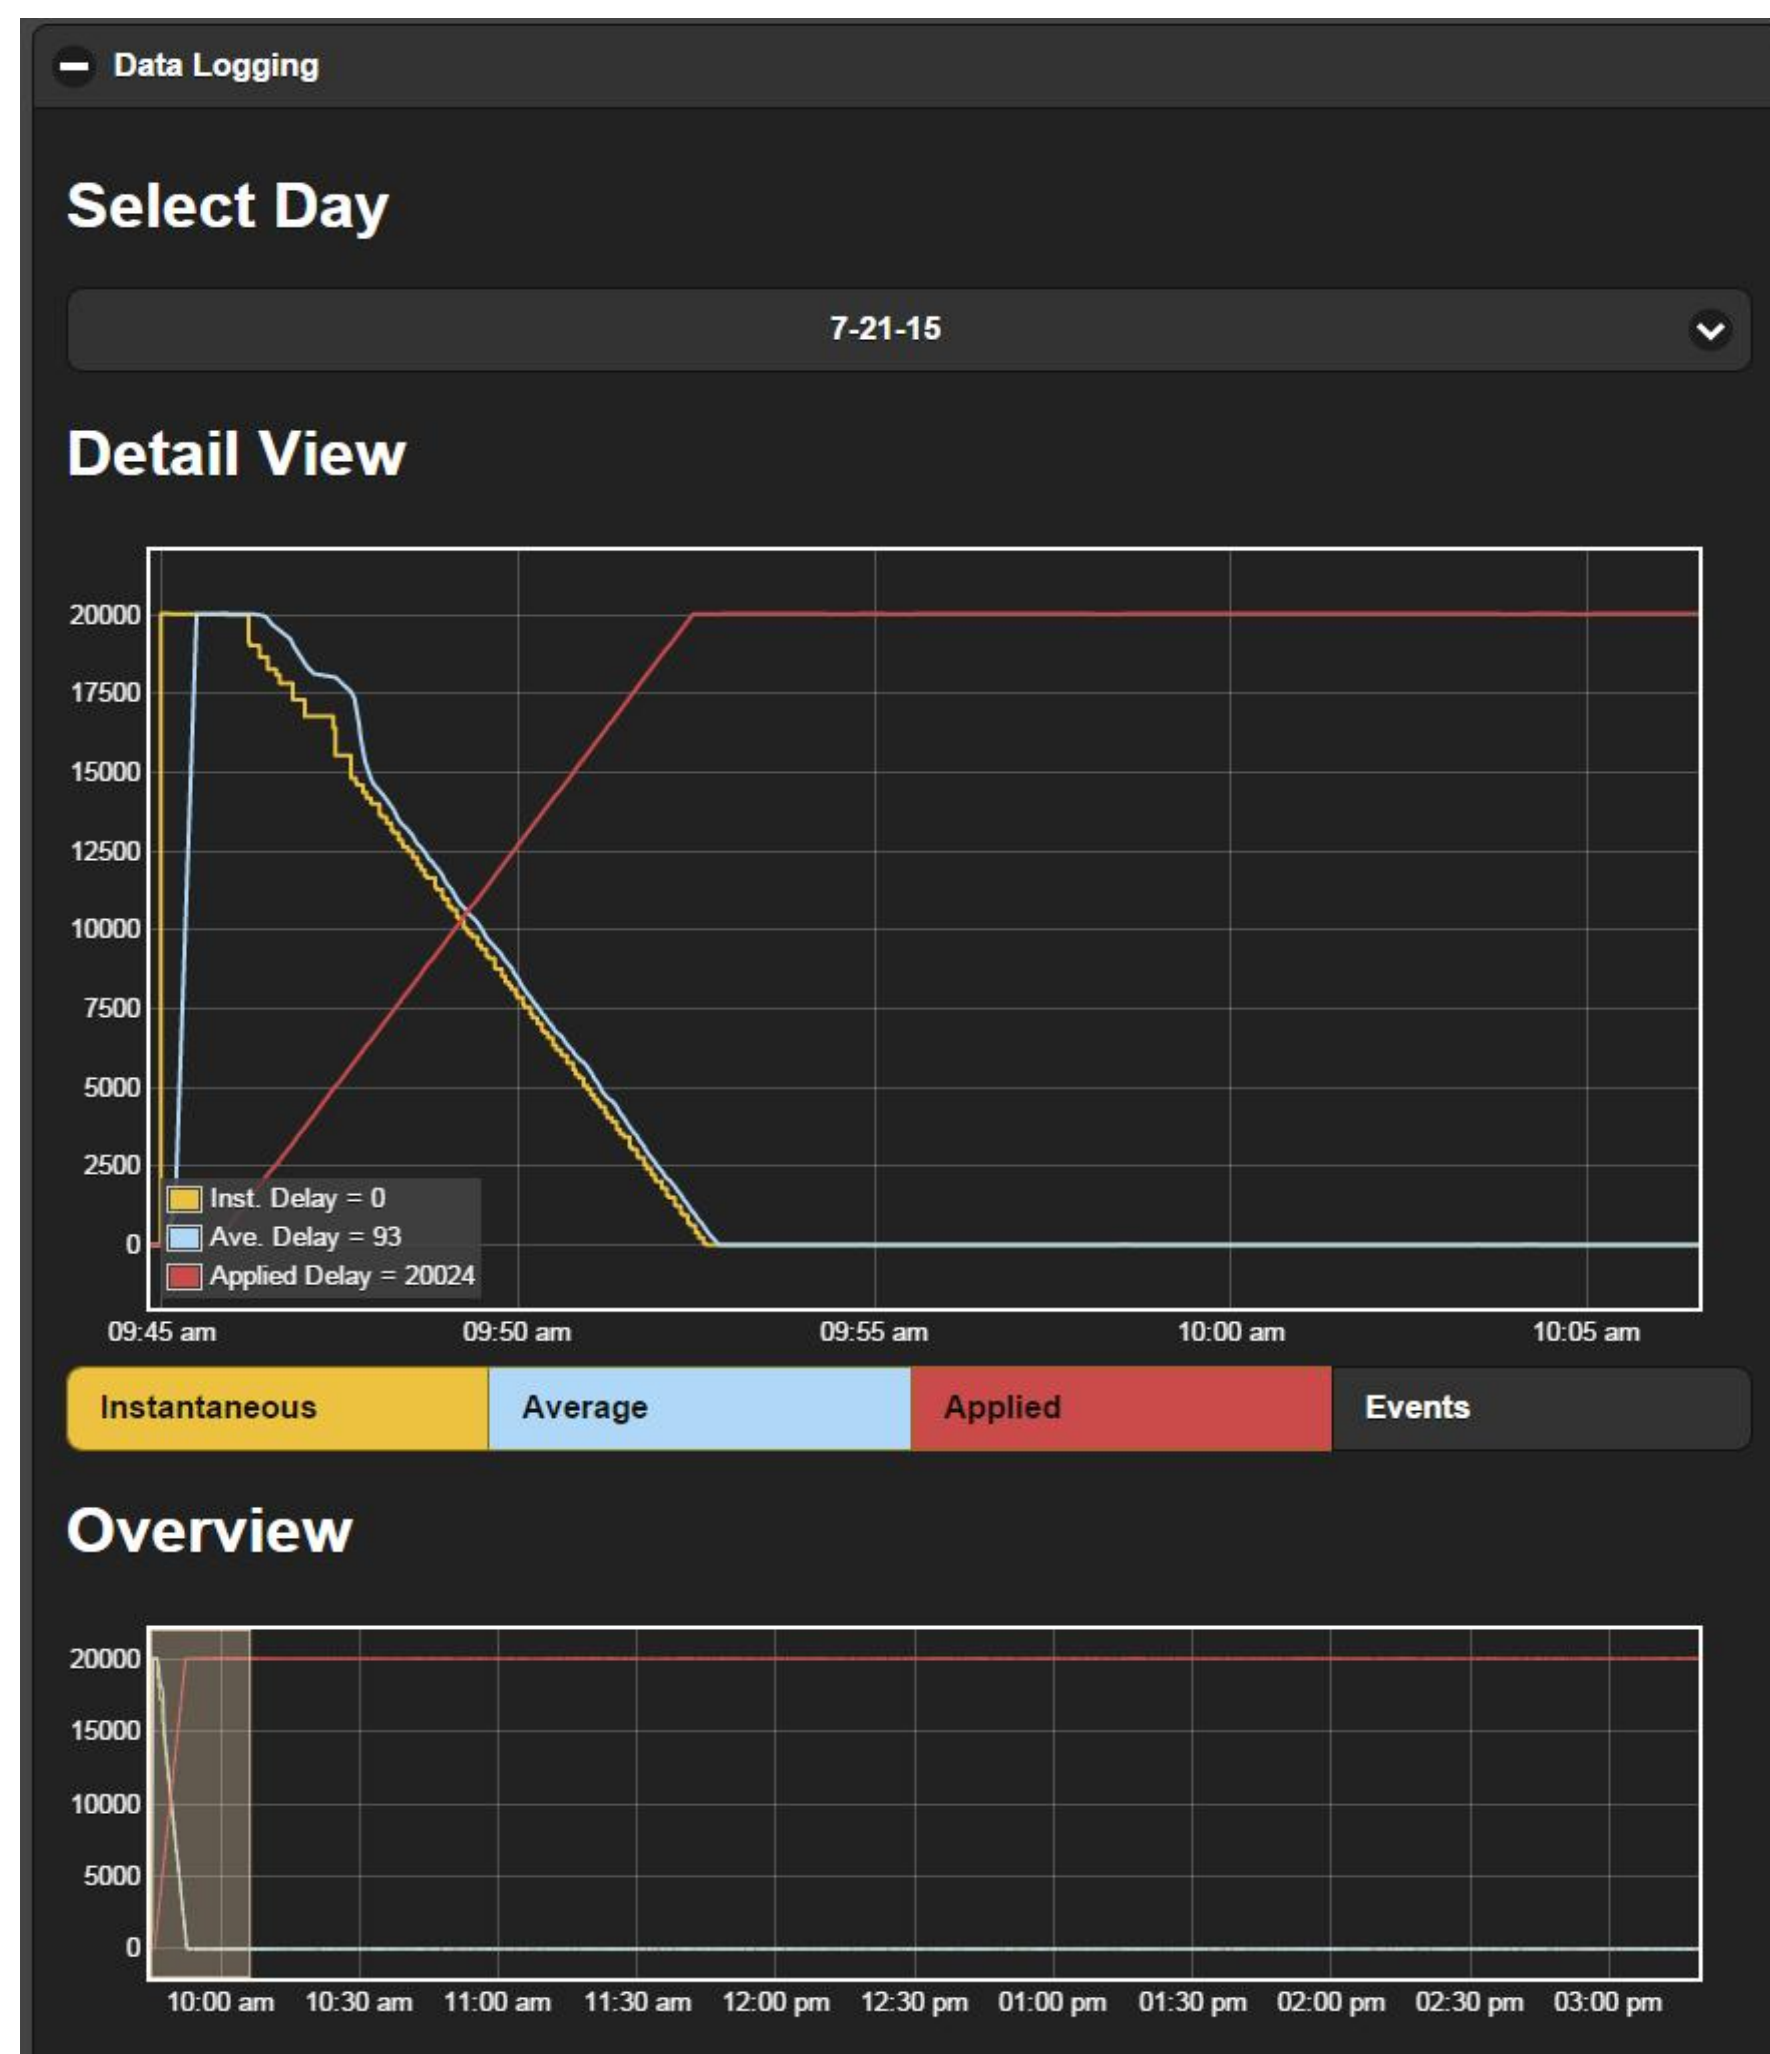 Data Logging
Select Day
7-21-15
Detail View
20000
17500
15000
12500
10000
7500
5000
2500
0
Inst. Delay = 0
Ave. Delay = 93
Applied Delay = 20024
09:45 am 09:50 am 09:55 am 10:00 am 10:05 am
Instantaneous Average Applied Events
Overview
20000
15000
10000
5000
0
10:00 am 10:30 am 11:00 am 11:30 am 12:00 pm 12:30 pm 01:00 pm 01:30 pm 02:00 pm 02:30 pm 03:00 pm